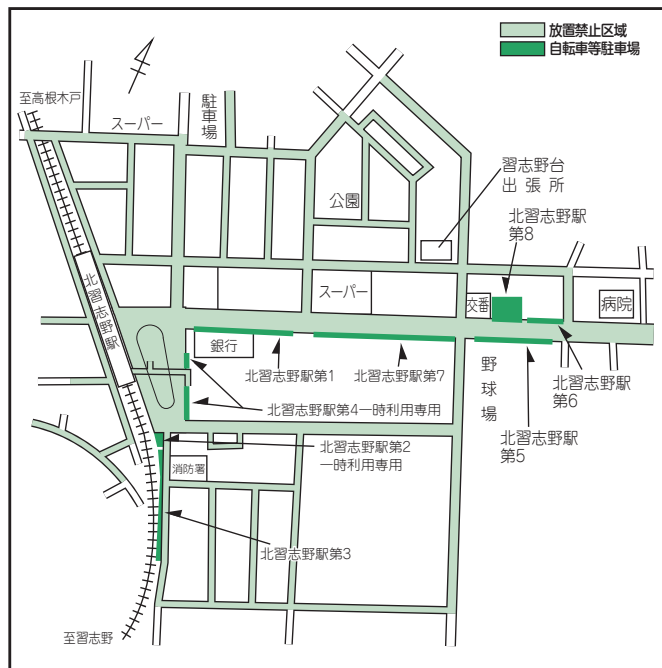 放置禁止区域
自転車等駐車場
至高根木戸
スーパー
駐車場
公園
習志野台
出張所
北習志野駅
第8
北習志野駅
スーパー
交番
病院
銀行
北習志野駅第1
北習志野駅第7
野球場
北習志野駅
第6
北習志野駅第4一時利用専用
北習志野駅
第5
北習志野駅第2
一時利用専用
消防署
北習志野駅第3
至習志野